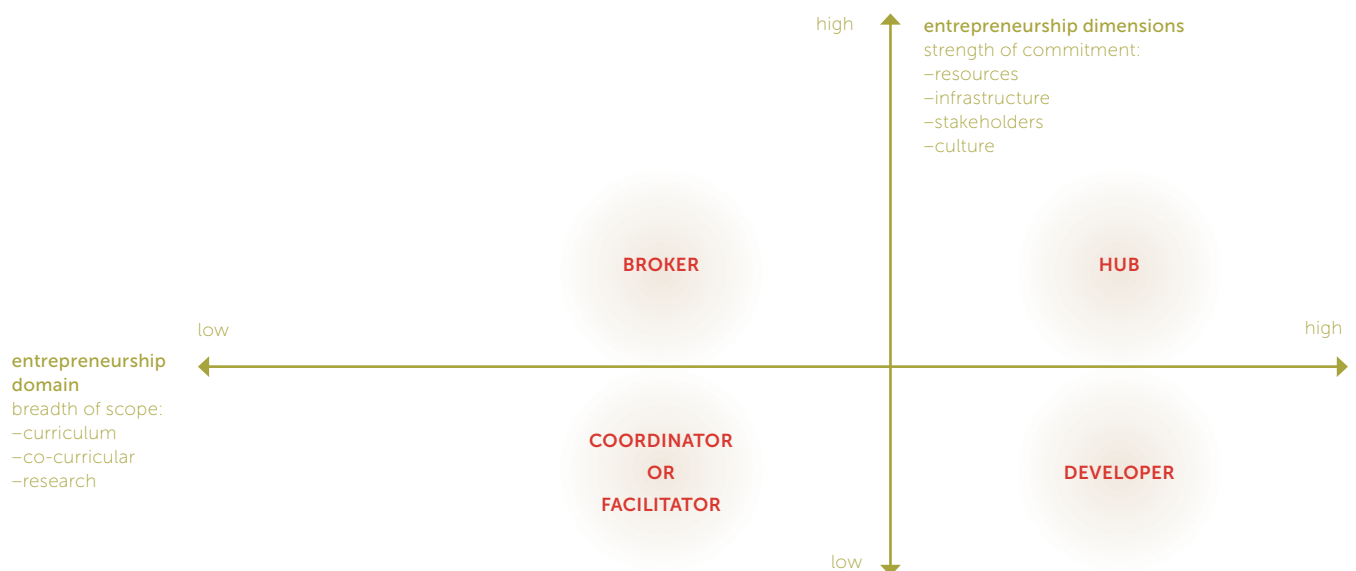 high
entrepreneurship dimensions
strength of commitment:
–resources
–infrastructure
–stakeholders
–culture
BROKER
HUB
low
high
entrepreneurship
domain
breadth of scope:
–curriculum
–co-curricular
–research
COORDINATOR
OR
FACILITATOR
DEVELOPER
low